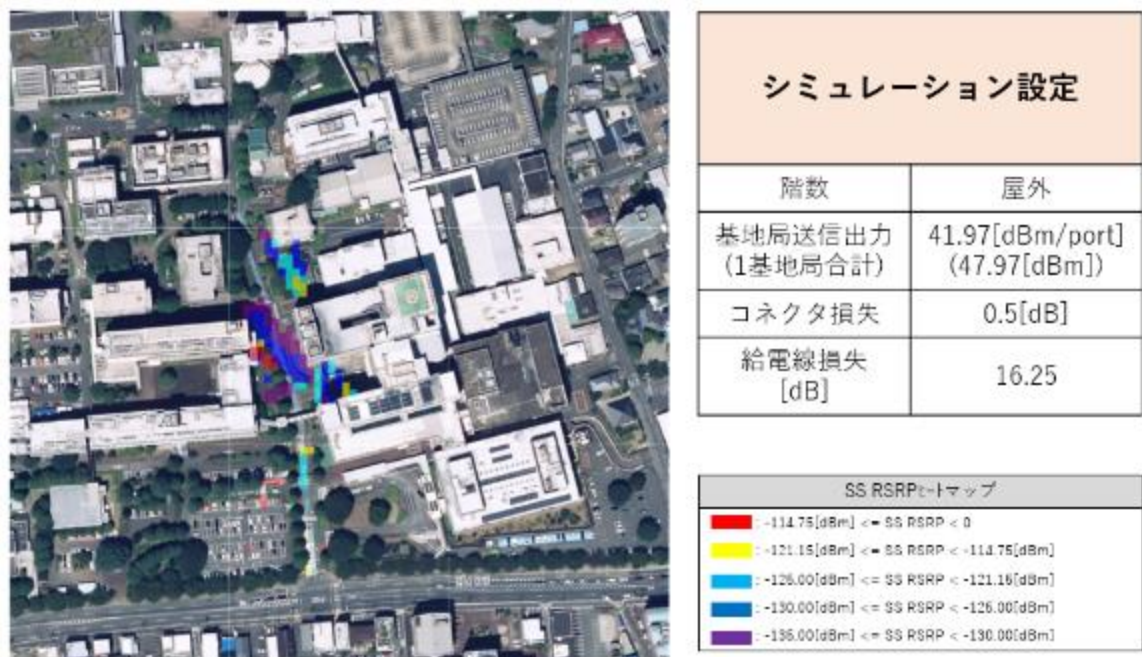 シミュレーション設定
階数
屋外
基地局送信出力
(1基地局合計)
41.97[dBm/port]
(47.97[dBm])
コネクタ損失
0.5[dB]
給電線損失
[dB]
16.25
SS RSRPヒートマップ
: -114.75[dBm] <= SS RSRP < 0
: -121.15[dBm] <= SS RSRP < -114.75[dBm]
: -126.00[dBm] <= SS RSRP < -121.15[dBm]
: -130.00[dBm] <= SS RSRP < -126.00[dBm]
: -136.00[dBm] <= SS RSRP < -130.00[dBm]